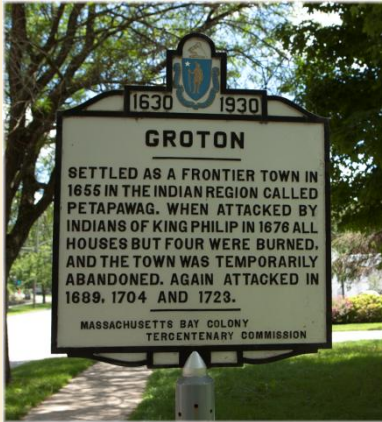 1630 1930
GROTON
SETTLED AS A FRONTIER TOWN IN
1655 IN THE INDIAN REGION CALLED
PETAPAWAG. WHEN ATTACKED BY
INDIANS OF KING PHILIP IN 1676 ALL
HOUSES BUT FOUR WERE BURNED,
AND THE TOWN WAS TEMPORARILY
ABANDONED. AGAIN ATTACKED IN
1689, 1704 AND 1723.
MASSACHUSETTS BAY COLONY
TERCENTENARY COMMISSION